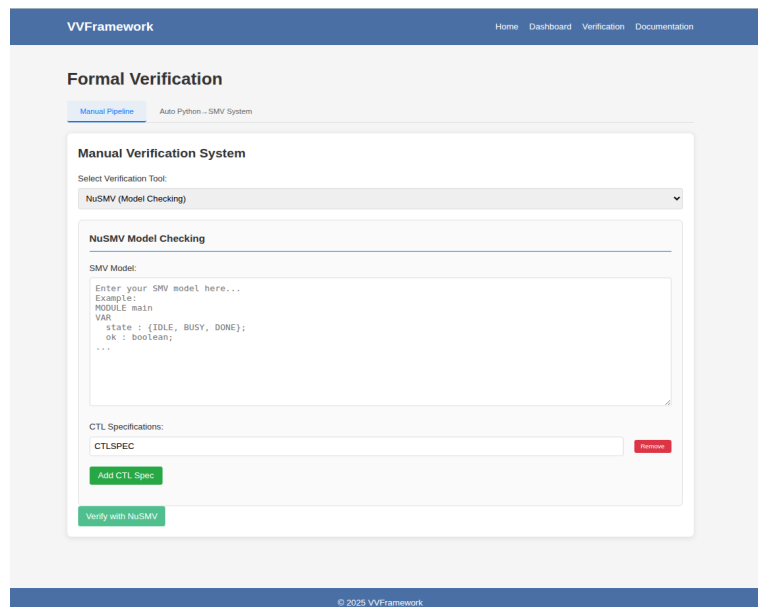 VVFramework
Home Dashboard Verification Documentation
Formal Verification
Manual Pipeline Auto Python→SMV System
Manual Verification System
Select Verification Tool:
NuSMV (Model Checking)
NuSMV Model Checking
SMV Model:
Enter your SMV model here...
Example:
MODULE main
VAR
  state : {IDLE, BUSY, DONE};
  ok : boolean;
...
CTL Specifications:
CTLSPEC
Remove
Add CTL Spec
Verify with NuSMV
© 2025 VVFramework